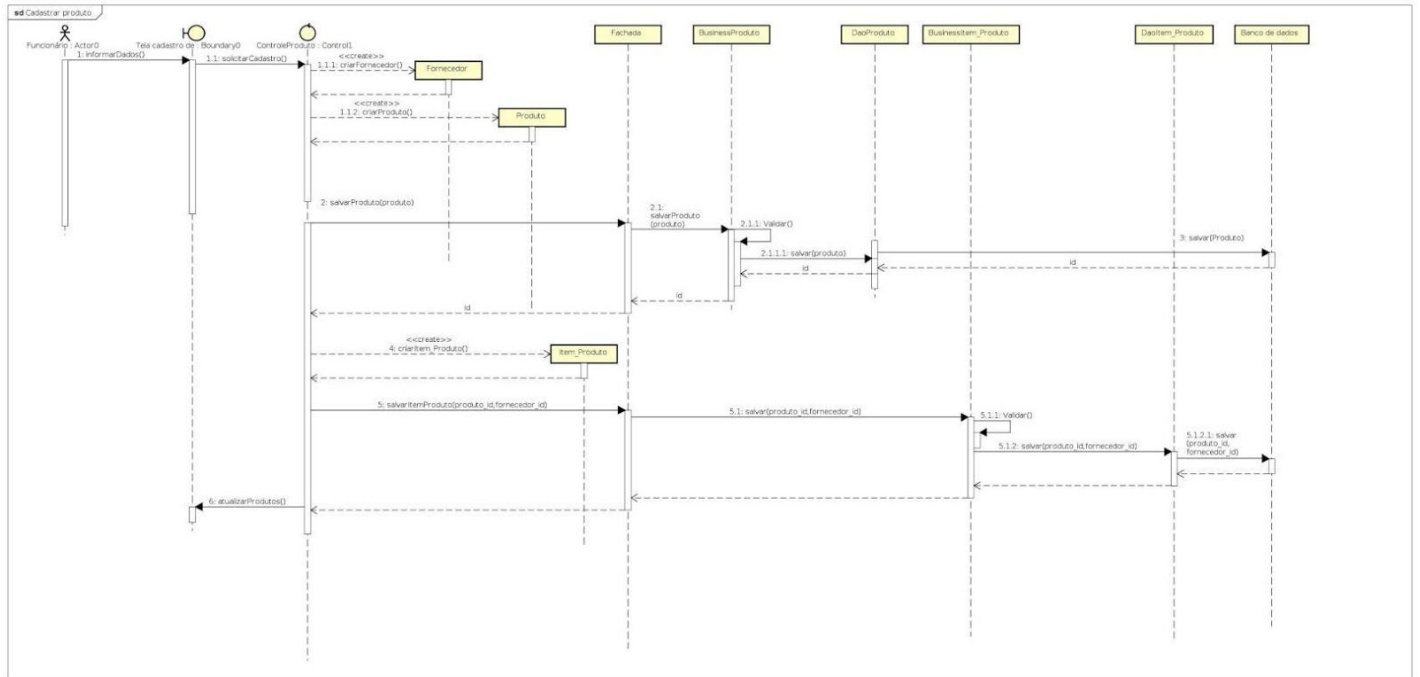 sd Cadastrar produto
Funcionário : Actor0
Tela cadastro de : Boundary0
ControleProduto : Control1
Fachada
BusinessProduto
DaoProduto
BusinessItem_Produto
DaoItem_Produto
Banco de dados
1: informarDados()
1.1: solicitarCadastro()
<<create>>
1.1.1: criarFornecedor()
Fornecedor
<<create>>
1.1.2: criarProduto()
Produto
2: salvarProduto(produto)
2.1:
salvarProduto
(produto)
2.1.1: Validar()
2.1.1.1: salvar(produto)
3: salvar(Produto)
id
id
id
id
<<create>>
4: criarItem_Produto()
Item_Produto
5: salvarItemProduto(produto_id,fornecedor_id)
5.1: salvar(produto_id,fornecedor_id)
5.1.1: Validar()
5.1.2: salvar(produto_id,fornecedor_id)
5.1.2.1: salvar
(produto_id,
fornecedor_id)
6: atualizarProdutos()